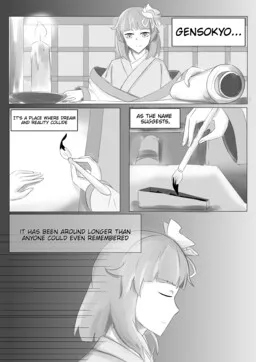 GENSOKYO...
IT'S A PLACE WHERE DREAM
AND REALITY COLLIDE
AS THE NAME
SUGGESTS,
IT HAS BEEN AROUND LONGER THAN
ANYONE COULD EVEN REMEMBERED